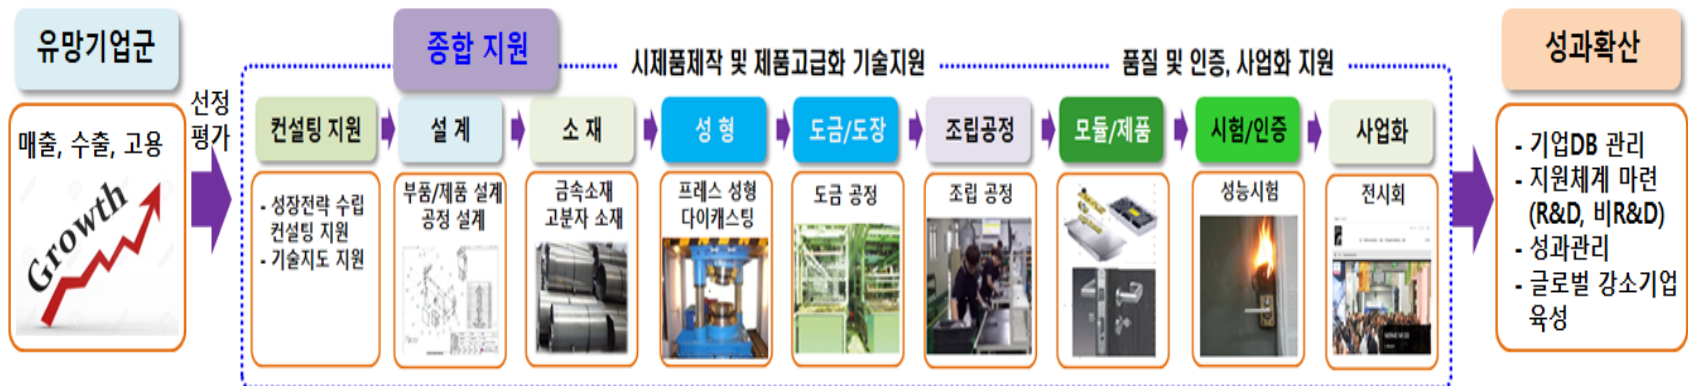 유망기업군
매출, 수출, 고용
Growth
선정
평가
종합 지원
시제품제작 및 제품고급화 기술지원
품질 및 인증, 사업화 지원
컨설팅 지원
- 성장전략 수립
컨설팅 지원
- 기술지도 지원
설 계
부품/제품 설계
공정 설계
소 재
금속소재
고분자 소재
성 형
프레스 성형
다이캐스팅
도금/도장
도금 공정
조립공정
조립 공정
모듈/제품
시험/인증
성능시험
사업화
전시회
성과확산
- 기업DB 관리
- 지원체계 마련
(R&D, 비R&D)
- 성과관리
- 글로벌 강소기업
육성